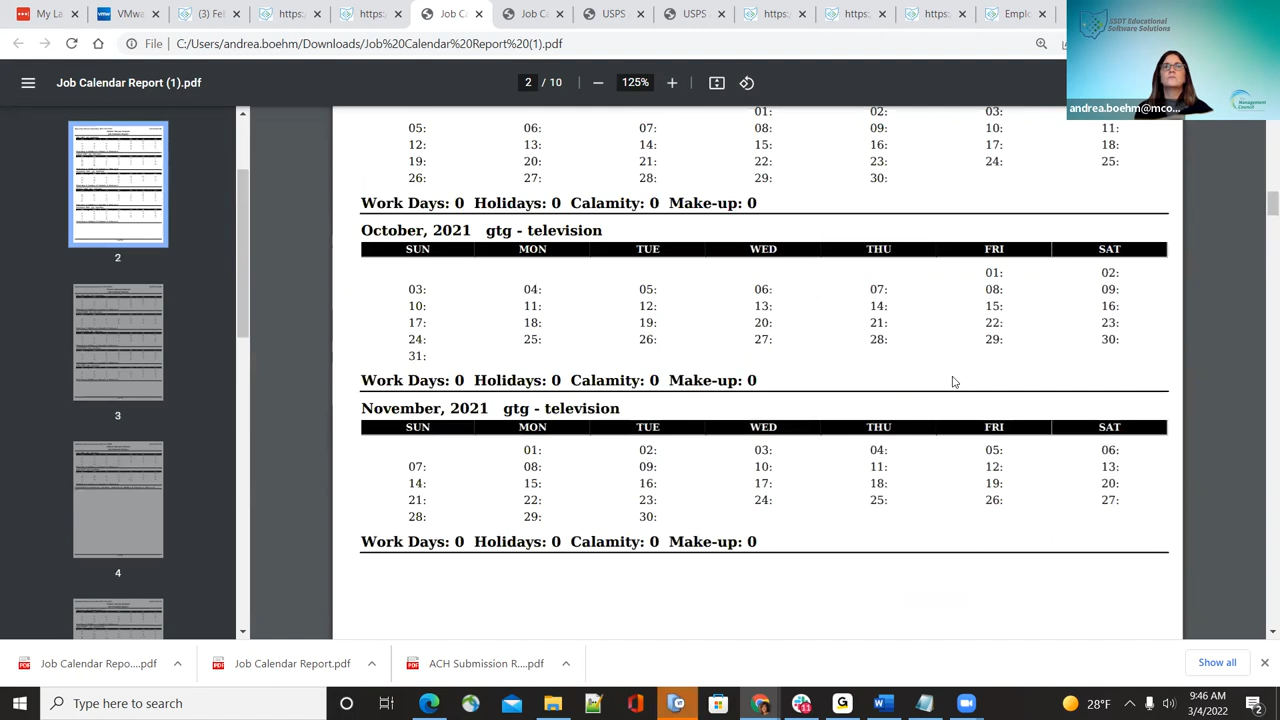 My La
VMWa
(3) Fel
https:
https:
Job C
Job C
USPS
USPS
https:
https:
https:
Emplo
File C:/Users/andrea.boehm/Downloads/Job%20Calendar%20Report%20(1).pdf
ESDT Educational
Software Solutions
Management
Council
andrea.boehm@mco...
Job Calendar Report (1).pdf
2 / 10
125%
01: 02: 03:
05: 06: 07: 08: 09: 10: 11:
12: 13: 14: 15: 16: 17: 18:
19: 20: 21: 22: 23: 24: 25:
26: 27: 28: 29: 30:
Work Days: 0 Holidays: 0 Calamity: 0 Make-up: 0
October, 2021 gtg - television
SUN MON TUE WED THU FRI SAT
01: 02:
03: 04: 05: 06: 07: 08: 09:
10: 11: 12: 13: 14: 15: 16:
17: 18: 19: 20: 21: 22: 23:
24: 25: 26: 27: 28: 29: 30:
31:
Work Days: 0 Holidays: 0 Calamity: 0 Make-up: 0
November, 2021 gtg - television
SUN MON TUE WED THU FRI SAT
01: 02: 03: 04: 05: 06:
07: 08: 09: 10: 11: 12: 13:
14: 15: 16: 17: 18: 19: 20:
21: 22: 23: 24: 25: 26: 27:
28: 29: 30:
Work Days: 0 Holidays: 0 Calamity: 0 Make-up: 0
2
3
4
Job Calendar Repo....pdf
Job Calendar Report.pdf
ACH Submission R....pdf
Show all
Type here to search
28°F
9:46 AM
3/4/2022
2